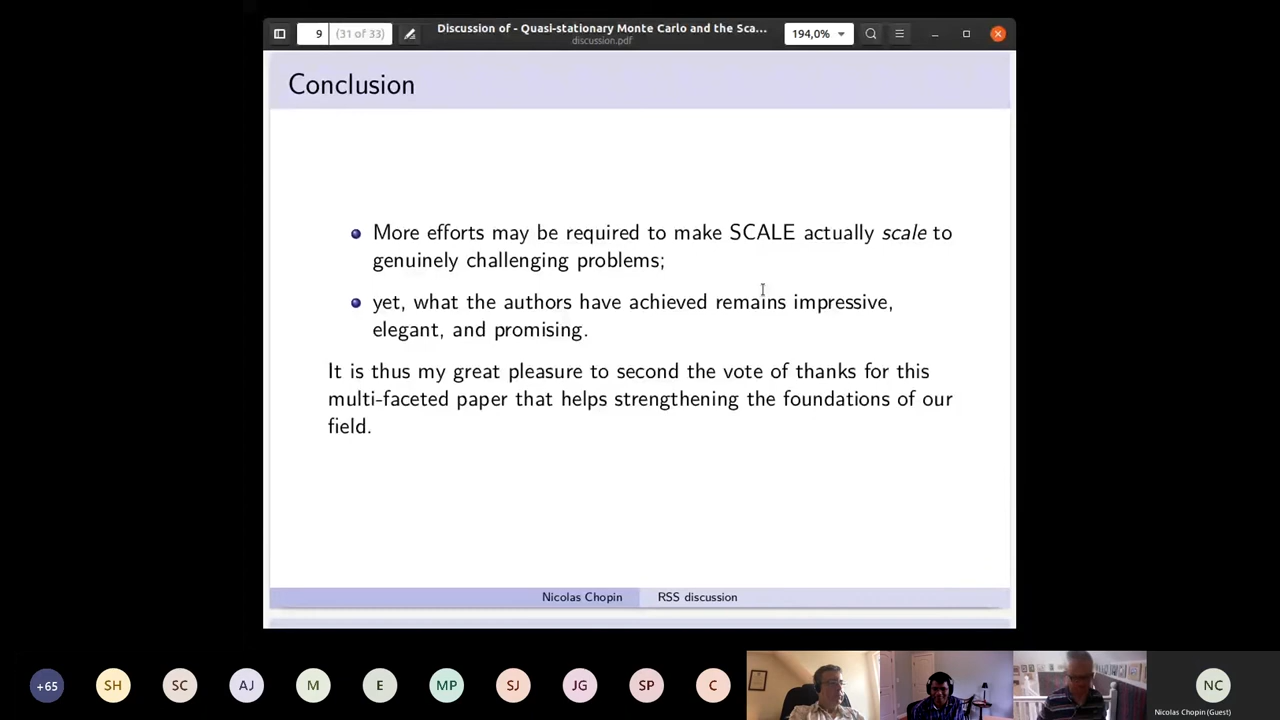 9 (31 of 33)
Discussion of - Quasi-stationary Monte Carlo and the Sca...
discussion.pdf
194,0%
Conclusion
More efforts may be required to make SCALE actually scale to
genuinely challenging problems;
yet, what the authors have achieved remains impressive,
elegant, and promising.
It is thus my great pleasure to second the vote of thanks for this
multi-faceted paper that helps strengthening the foundations of our
field.
Nicolas Chopin RSS discussion
+65 SH SC AJ M E MP SJ JG SP C NC
Nicolas Chopin (Guest)